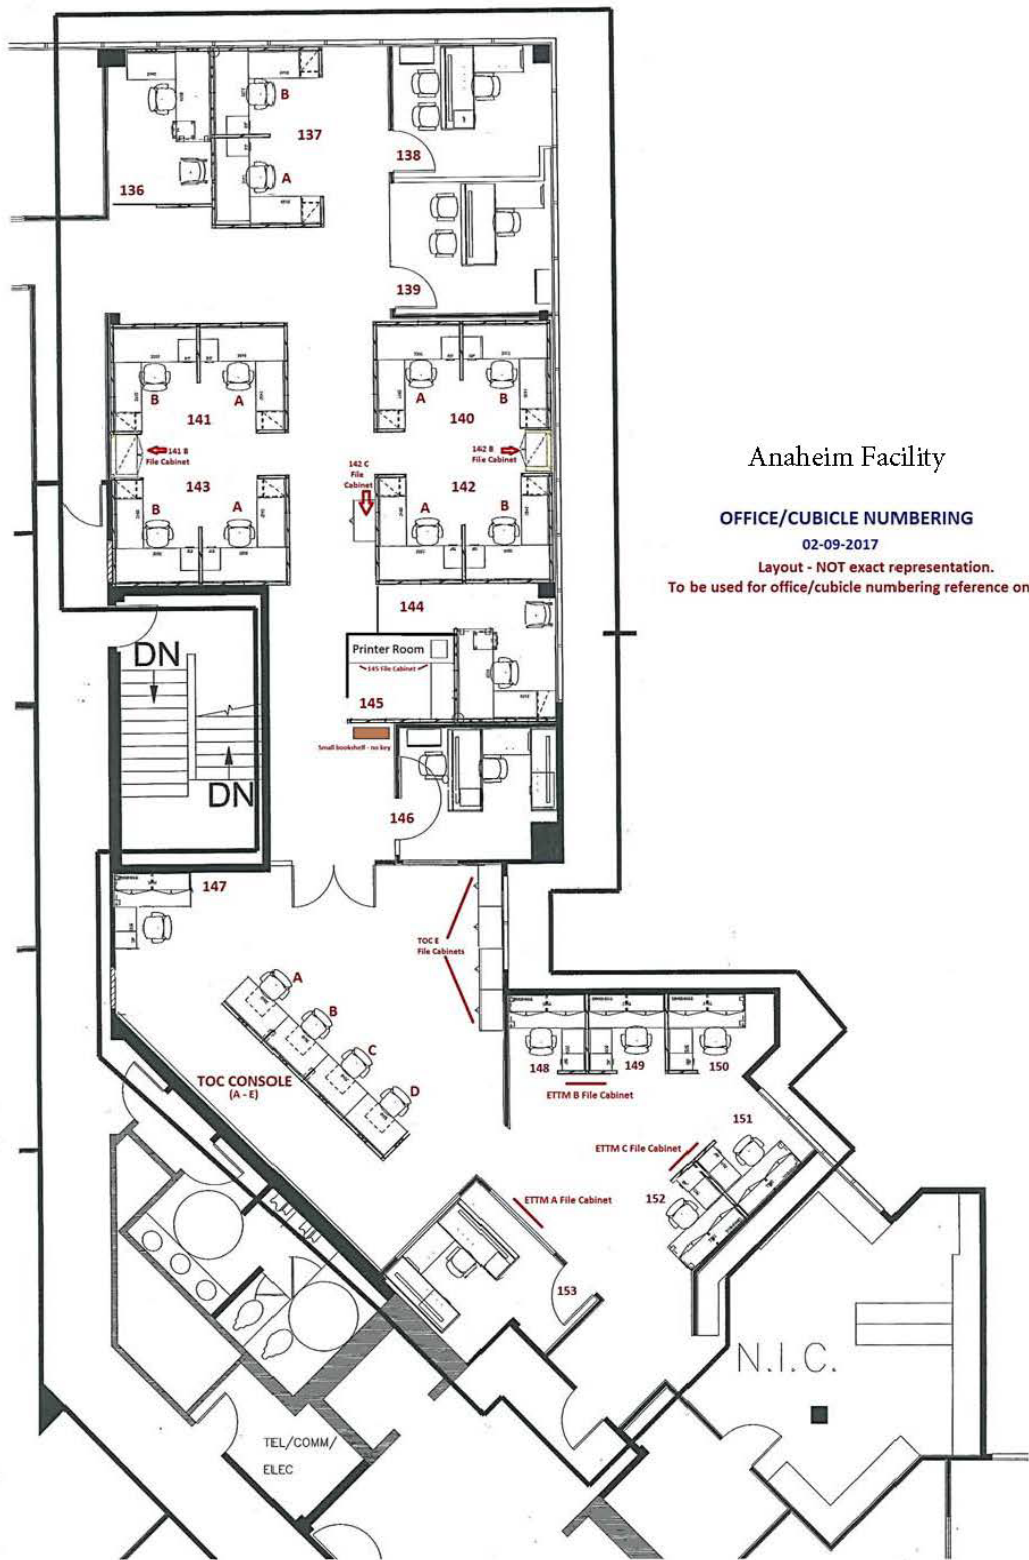 B
137
138
A
136
139
B
A
A
B
141
140
141 B
File Cabinet
142 B
File Cabinet
142 C
File
Cabinet
143
142
B
A
A
B
Anaheim Facility
OFFICE/CUBICLE NUMBERING
02-09-2017
Layout - NOT exact representation.
To be used for office/cubicle numbering reference on
144
DN
Printer Room
145 File Cabinet
145
Small bookshelf - no key
DN
146
147
TOC E
File Cabinets
A
B
C
D
TOC CONSOLE
(A - E)
148
149
150
ETTM B File Cabinet
151
ETTM C File Cabinet
152
ETTM A File Cabinet
153
N.I.C.
TEL/COMM/
ELEC